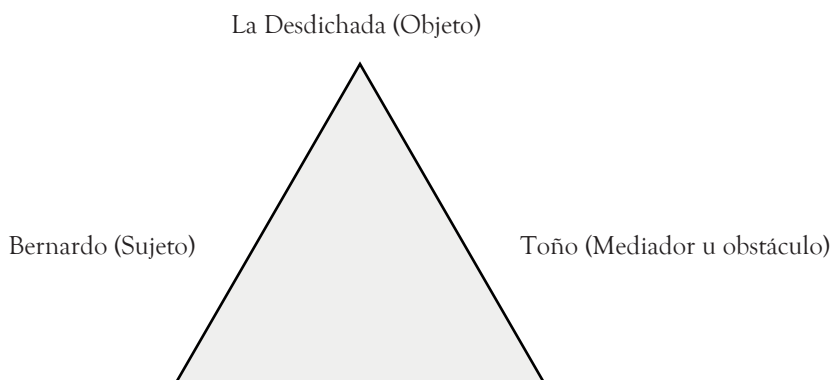 La Desdichada (Objeto)
Bernardo (Sujeto)
Toño (Mediador u obstáculo)